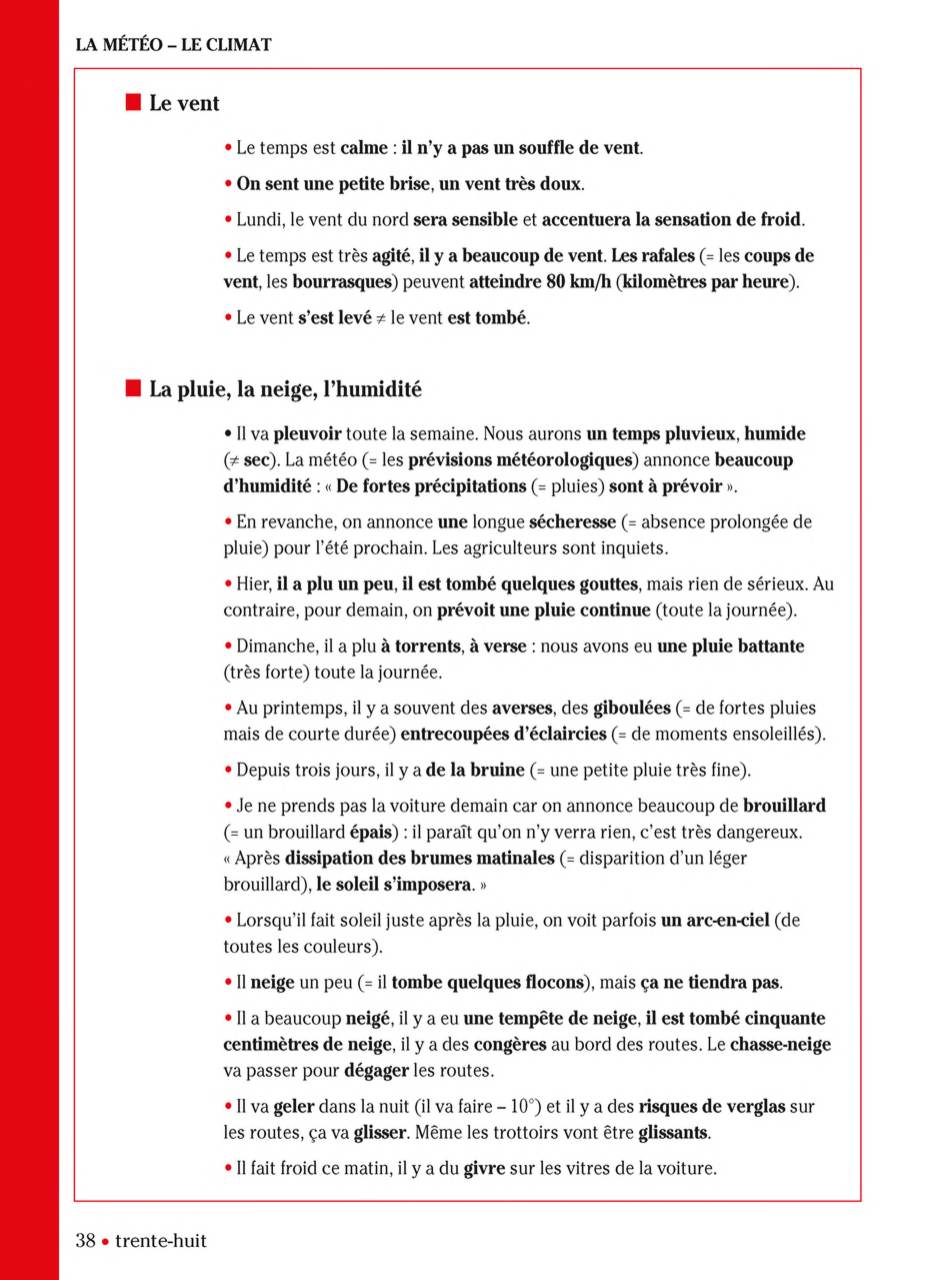 LA MÉTÉO – LE CLIMAT
■ Le vent
• Le temps est calme : il n’y a pas un souffle de vent.
• On sent une petite brise, un vent très doux.
• Lundi, le vent du nord sera sensible et accentuera la sensation de froid.
• Le temps est très agité, il y a beaucoup de vent. Les rafales (= les coups de
vent, les bourrasques) peuvent atteindre 80 km/h (kilomètres par heure).
• Le vent s’est levé ≠ le vent est tombé.
■ La pluie, la neige, l’humidité
• Il va pleuvoir toute la semaine. Nous aurons un temps pluvieux, humide
(≠ sec). La météo (= les prévisions météorologiques) annonce beaucoup
d’humidité : « De fortes précipitations (= pluies) sont à prévoir ».
• En revanche, on annonce une longue sécheresse (= absence prolongée de
pluie) pour l’été prochain. Les agriculteurs sont inquiets.
• Hier, il a plu un peu, il est tombé quelques gouttes, mais rien de sérieux. Au
contraire, pour demain, on prévoit une pluie continue (toute la journée).
• Dimanche, il a plu à torrents, à verse : nous avons eu une pluie battante
(très forte) toute la journée.
• Au printemps, il y a souvent des averses, des giboulées (= de fortes pluies
mais de courte durée) entrecoupées d’éclaircies (= de moments ensoleillés).
• Depuis trois jours, il y a de la bruine (= une petite pluie très fine).
• Je ne prends pas la voiture demain car on annonce beaucoup de brouillard
(= un brouillard épais) : il paraît qu’on n’y verra rien, c’est très dangereux.
« Après dissipation des brumes matinales (= disparition d’un léger
brouillard), le soleil s’imposera. »
• Lorsqu’il fait soleil juste après la pluie, on voit parfois un arc-en-ciel (de
toutes les couleurs).
• Il neige un peu (= il tombe quelques flocons), mais ça ne tiendra pas.
• Il a beaucoup neigé, il y a eu une tempête de neige, il est tombé cinquante
centimètres de neige, il y a des congères au bord des routes. Le chasse-neige
va passer pour dégager les routes.
• Il va geler dans la nuit (il va faire – 10°) et il y a des risques de verglas sur
les routes, ça va glisser. Même les trottoirs vont être glissants.
• Il fait froid ce matin, il y a du givre sur les vitres de la voiture.
38 • trente-huit